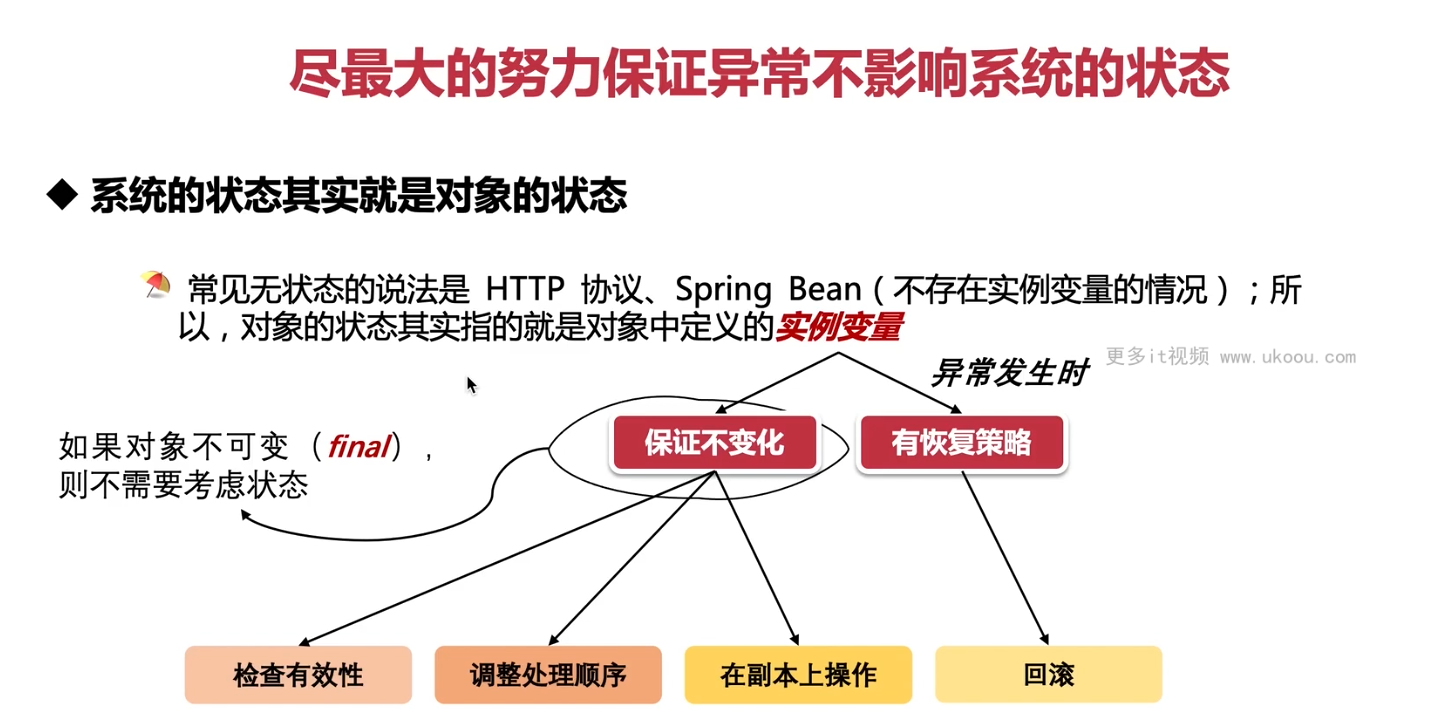 尽最大的努力保证异常不影响系统的状态
系统的状态其实就是对象的状态
常见无状态的说法是 HTTP 协议、Spring Bean（不存在实例变量的情况）；所
以，对象的状态其实指的就是对象中定义的实例变量
更多it视频 www.ukoou.com
异常发生时
如果对象不可变（final），
则不需要考虑状态
保证不变化
有恢复策略
检查有效性
调整处理顺序
在副本上操作
回滚